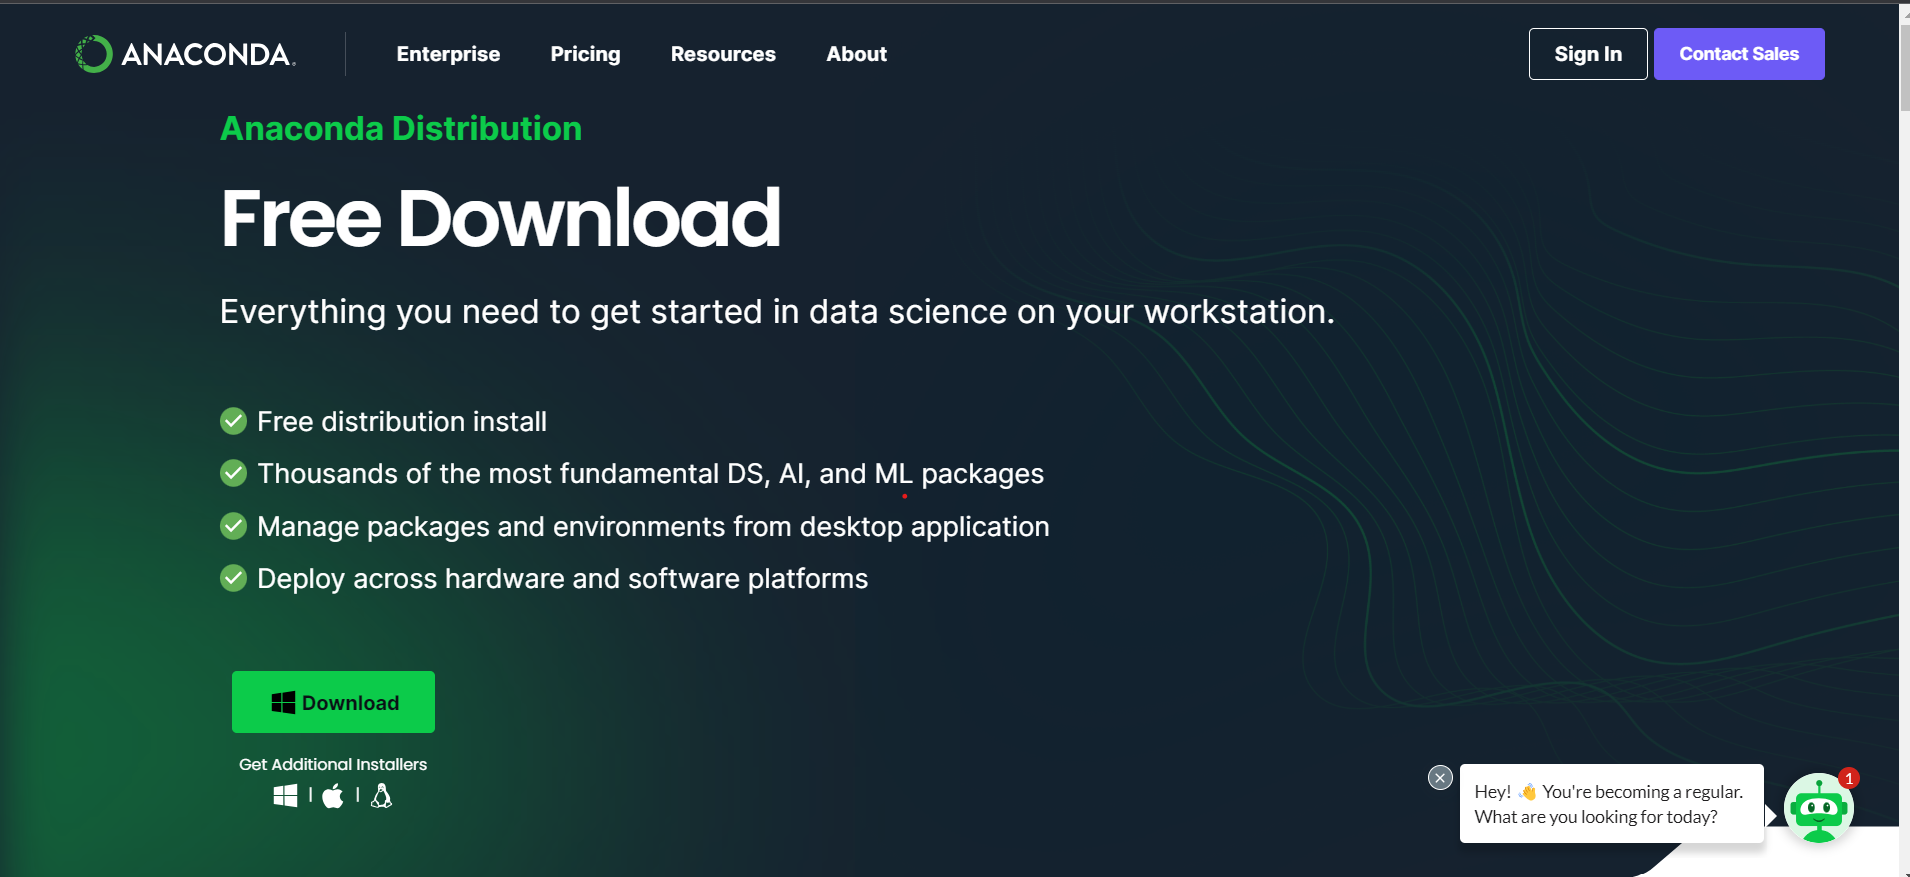 ANACONDA.
Enterprise
Pricing
Resources
About
Sign In
Contact Sales
Anaconda Distribution
Free Download
Everything you need to get started in data science on your workstation.
Free distribution install
Thousands of the most fundamental DS, AI, and ML packages
Manage packages and environments from desktop application
Deploy across hardware and software platforms
Download
Get Additional Installers
Hey! 👋 You're becoming a regular.
What are you looking for today?
1